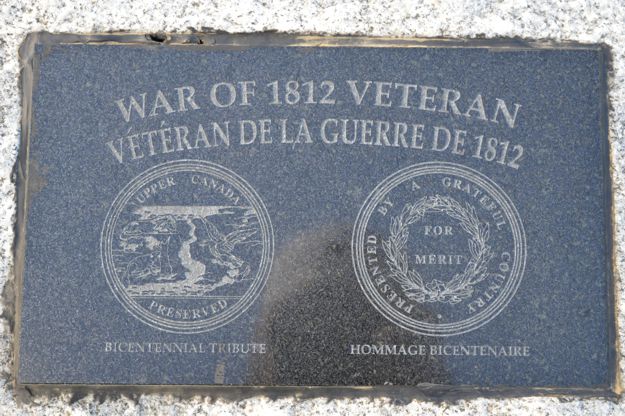 WAR OF 1812 VETERAN
VÉTÉRAN DE LA GUERRE DE 1812
UPPER CANADA
PRESERVED
PRESENTED BY A GRATEFUL COUNTRY
FOR
MERIT
BICENTENNIAL TRIBUTE
HOMMAGE BICENTENAIRE